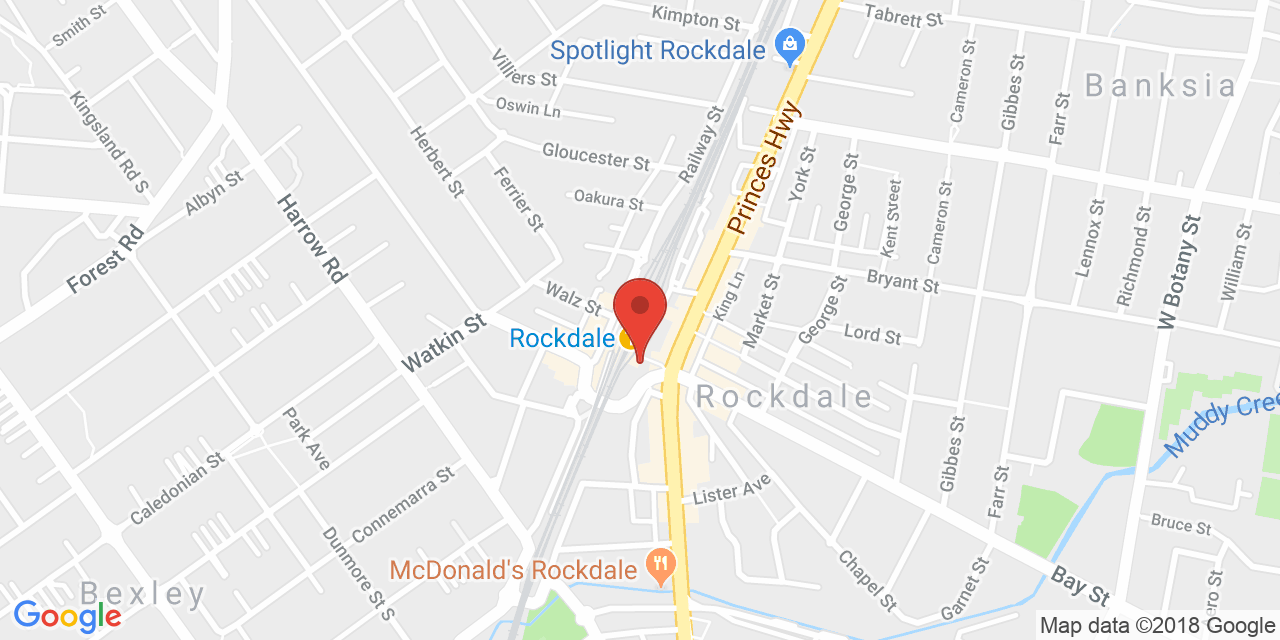 Smith St
Kimpton St
Tabrett St
Spotlight Rockdale
Villiers St
Cameron St
Gibbes St
Banksia
Kingsland Rd S
Oswin Ln
Railway St
Farr St
Herbert St
Gloucester St
Princes Hwy
York St
George St
Albyn St
Ferrier St
Oakura St
Kent Street
Cameron St
Lennox St
Richmond St
W Botany St
William St
Harrow Rd
Forest Rd
Bryant St
Walz St
King Ln
Market St
George St
Lord St
Watkin St
Rockdale
Rockdale
Muddy Cree
Park Ave
Gibbes St
Caledonian St
Connemarra St
Lister Ave
Farr St
Bruce St
Dunmore St S
McDonald's Rockdale
Chapel St
Garnet St
Bay St
ero St
Bexley
Google
Map data ©2018 Google